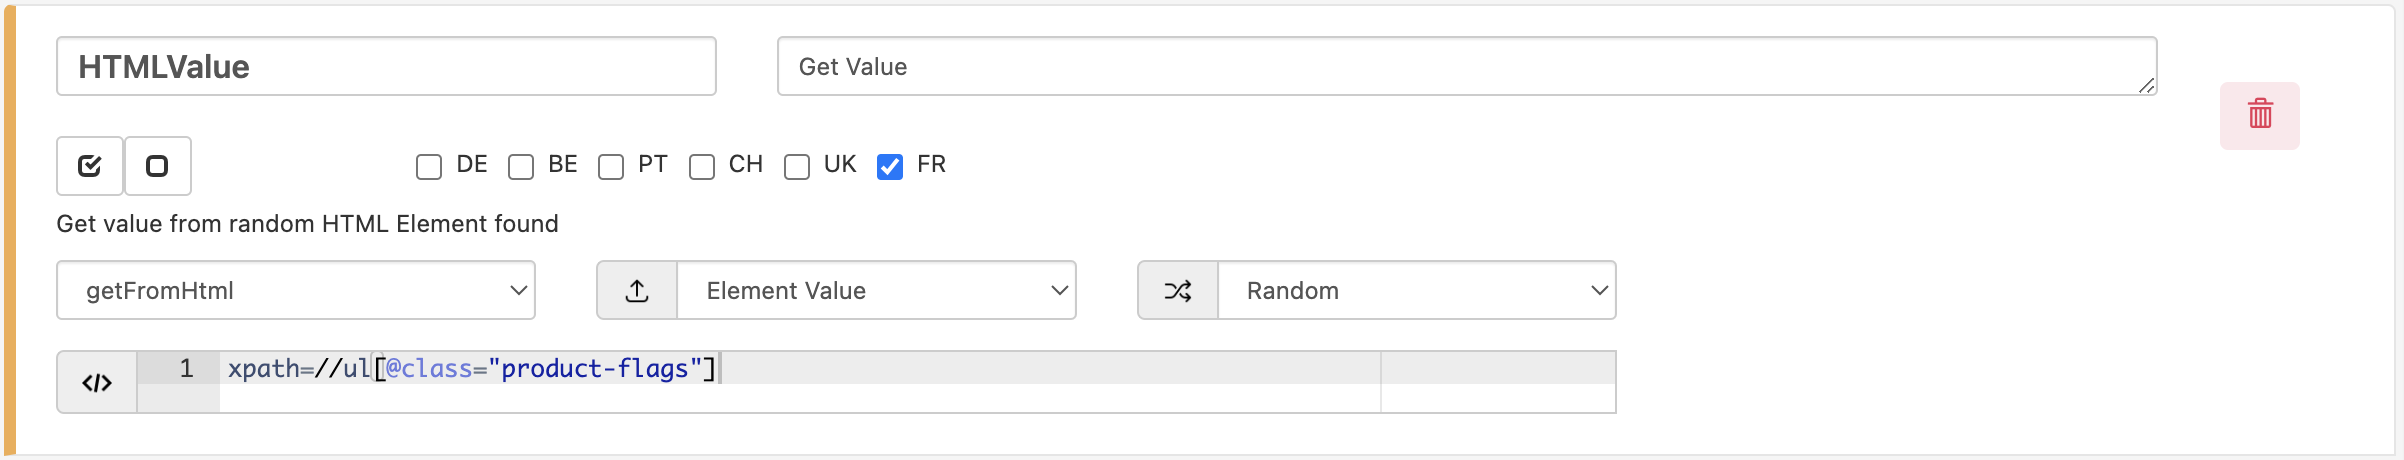 HTMLValue
Get Value
DE BE PT CH UK FR
Get value from random HTML Element found
getFromHtml Element Value Random
1 xpath=//ul[@class="product-flags"]